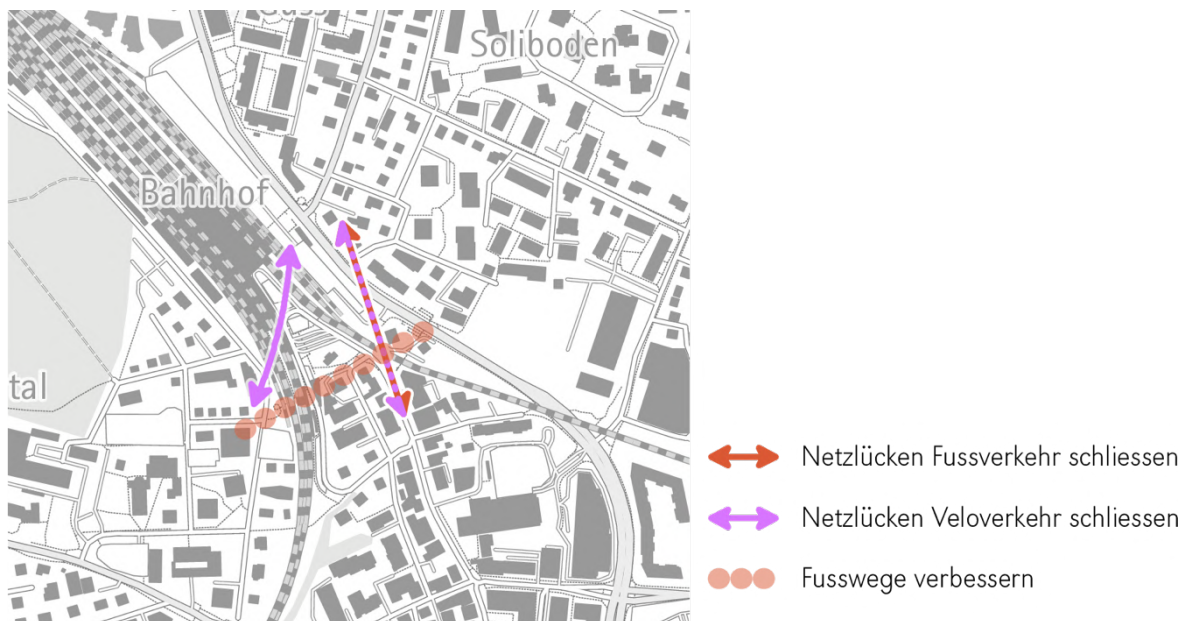 Soliboden
Bahnhof
tal
Netzlücken Fussverkehr schliessen
Netzlücken Veloverkehr schliessen
Fusswege verbessern